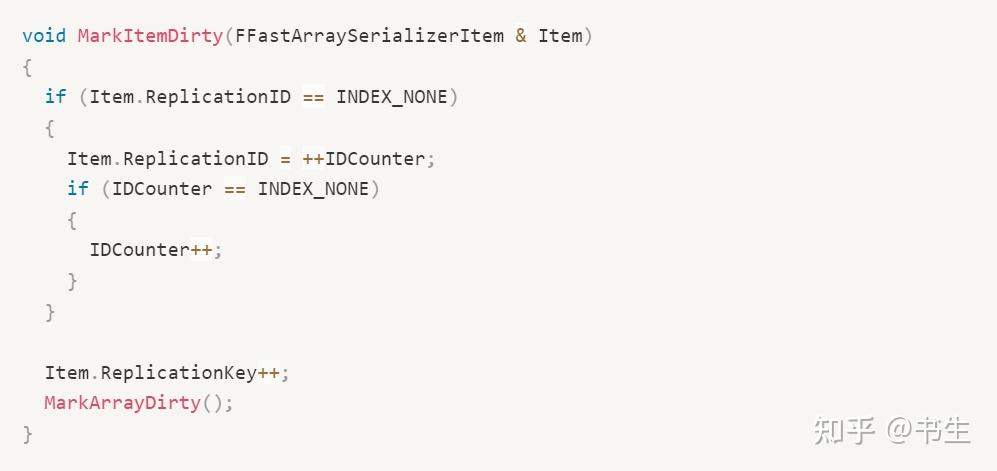 void MarkItemDirty(FFastArraySerializerItem & Item)
{
  if (Item.ReplicationID == INDEX_NONE)
  {
    Item.ReplicationID = ++IDCounter;
    if (IDCounter == INDEX_NONE)
    {
      IDCounter++;
    }
  }

  Item.ReplicationKey++;
  MarkArrayDirty();
}
知乎 @书生